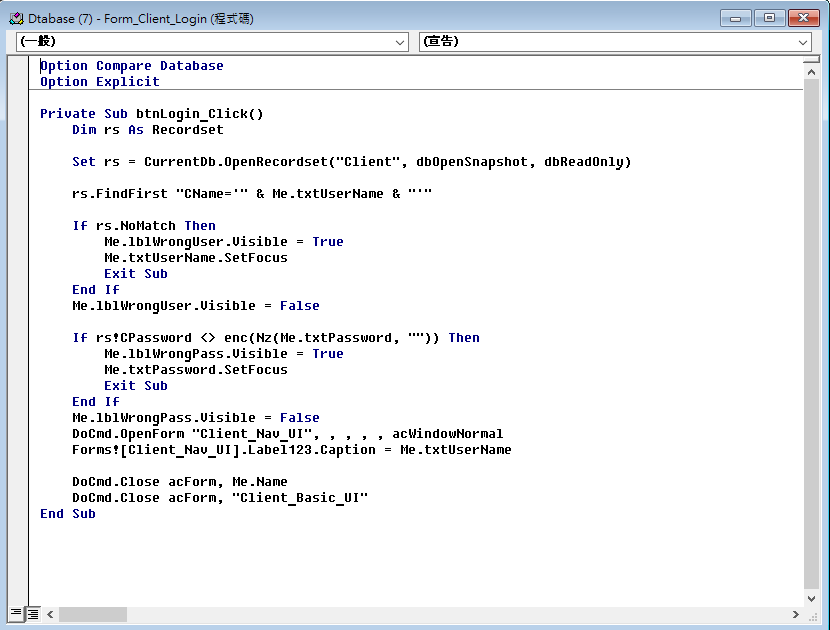 Dtabase (7) - Form_Client_Login (程式碼)
(一般)
(宣告)
Option Compare Database
Option Explicit
Private Sub btnLogin_Click()
    Dim rs As Recordset
    Set rs = CurrentDb.OpenRecordset("Client", dbOpenSnapshot, dbReadOnly)
    rs.FindFirst "CName='" & Me.txtUserName & "'"
    If rs.NoMatch Then
        Me.lblWrongUser.Visible = True
        Me.txtUserName.SetFocus
        Exit Sub
    End If
    Me.lblWrongUser.Visible = False
    If rs!CPassword <> enc(Nz(Me.txtPassword, "")) Then
        Me.lblWrongPass.Visible = True
        Me.txtPassword.SetFocus
        Exit Sub
    End If
    Me.lblWrongPass.Visible = False
    DoCmd.OpenForm "Client_Nav_UI", , , , , acWindowNormal
    Forms![Client_Nav_UI].Label123.Caption = Me.txtUserName
    DoCmd.Close acForm, Me.Name
    DoCmd.Close acForm, "Client_Basic_UI"
End Sub